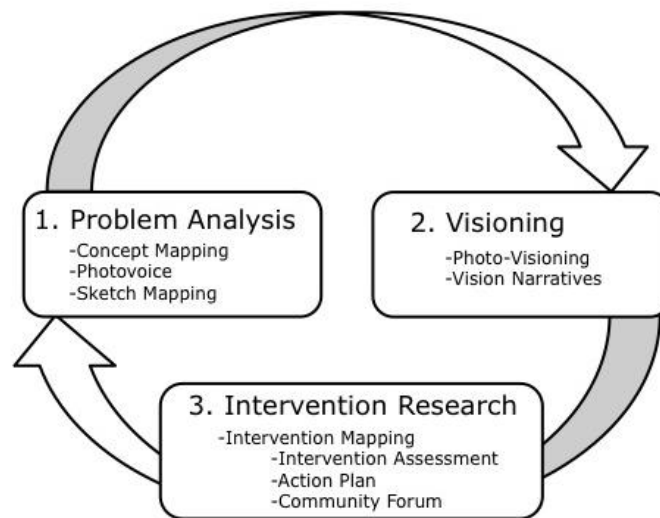 1. Problem Analysis
-Concept Mapping
-Photovoice
-Sketch Mapping
2. Visioning
-Photo-Visioning
-Vision Narratives
3. Intervention Research
-Intervention Mapping
-Intervention Assessment
-Action Plan
-Community Forum